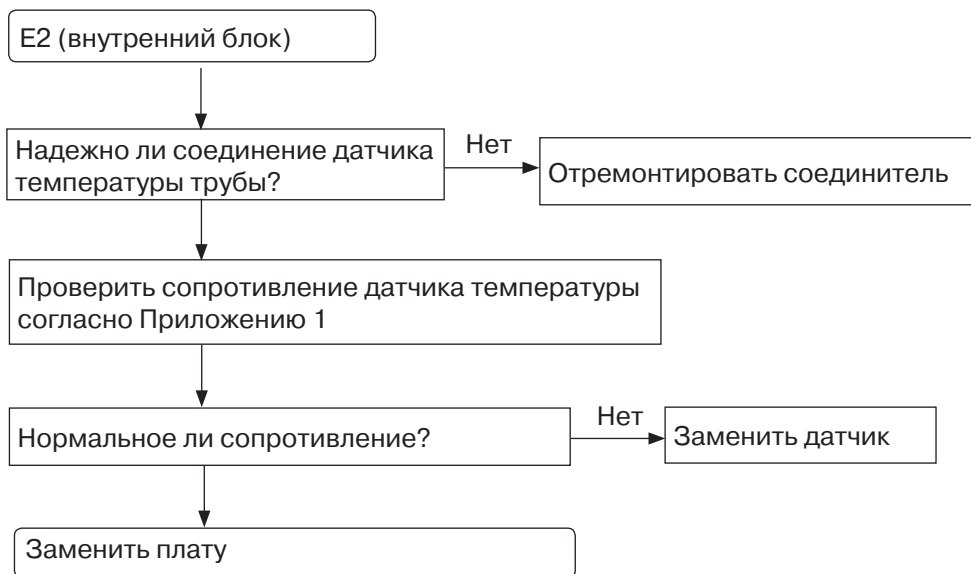 E2 (внутренний блок)
Надежно ли соединение датчика
температуры трубы?
Нет
Отремонтировать соединитель
Проверить сопротивление датчика температуры
согласно Приложению 1
Нормальное ли сопротивление?
Нет
Заменить датчик
Заменить плату